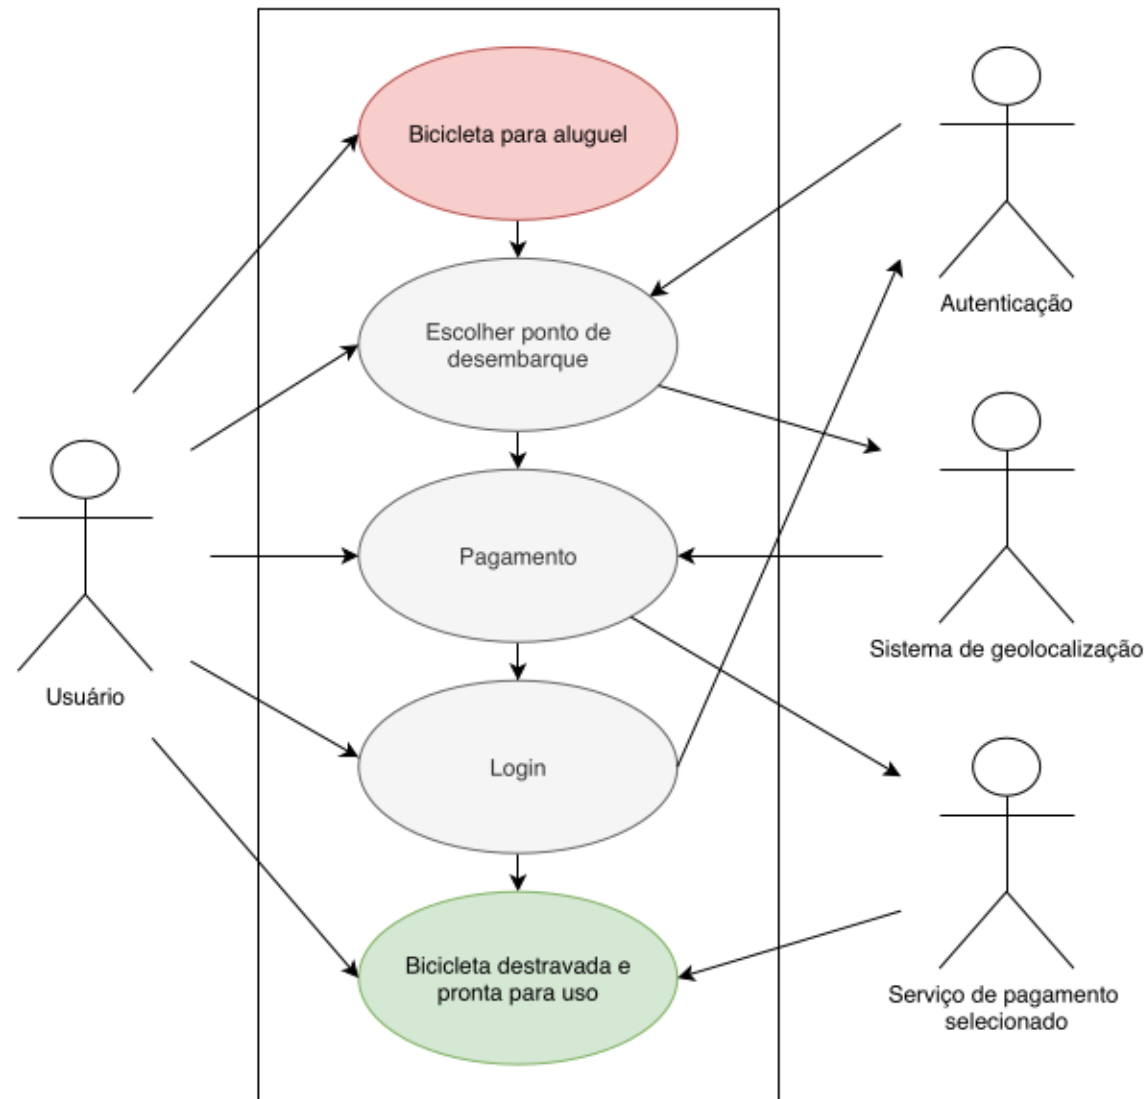 Bicicleta para aluguel
Escolher ponto de
desembarque
Pagamento
Login
Bicicleta destravada e
pronta para uso
Usuário
Autenticação
Sistema de geolocalização
Serviço de pagamento
selecionado